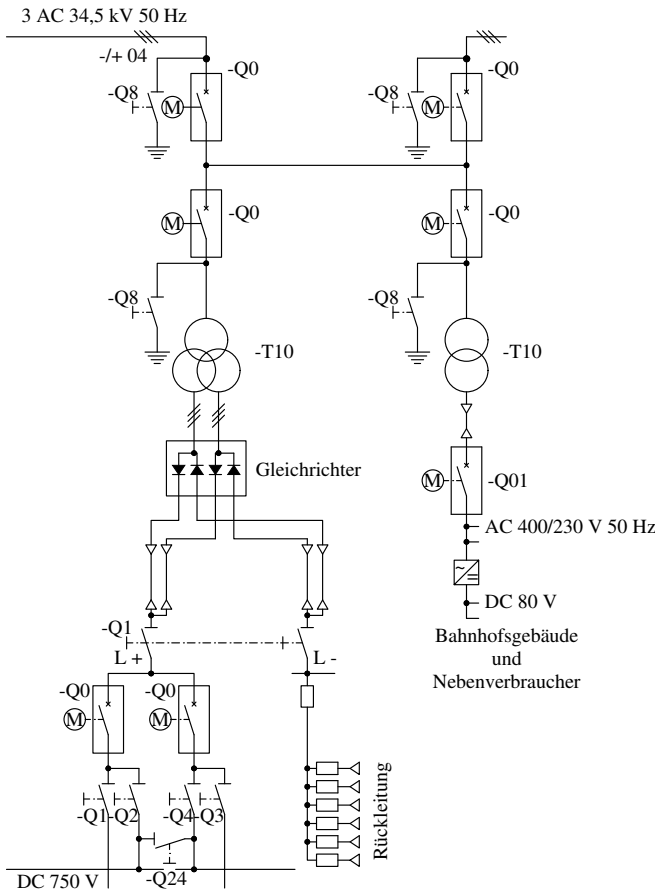 3 AC 34,5 kV 50 Hz
-/+ 04
-Q0
-Q0
-Q8
M
-Q8
M
-Q0
-Q0
M
M
-Q8
-Q8
-T10
-T10
Gleichrichter
M
-Q01
AC 400/230 V 50 Hz
~
=
DC 80 V
-Q1
L +
L -
Bahnhofsgebäude
und
Nebenverbraucher
-Q0
-Q0
M
M
Rückleitung
-Q1
-Q2
-Q4
-Q3
DC 750 V
-Q24